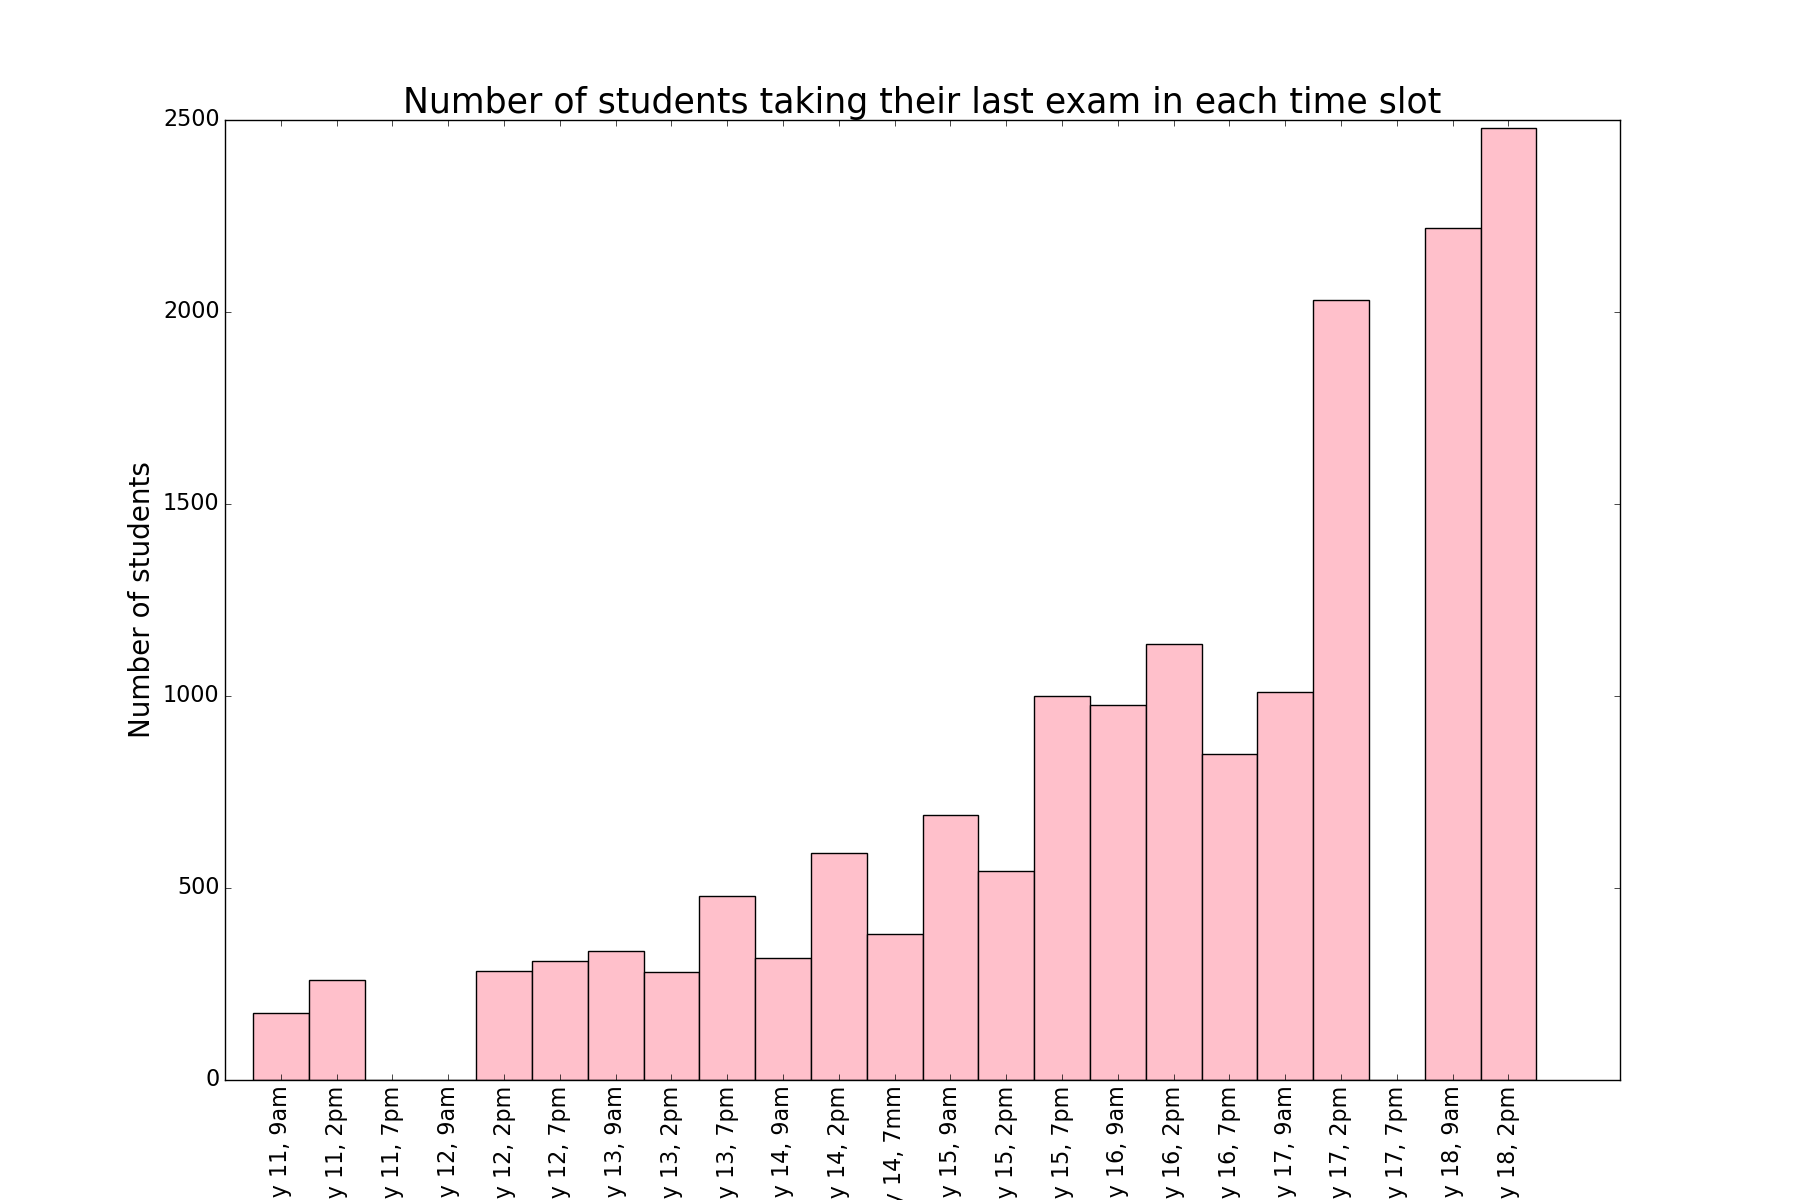 Number of students taking their last exam in each time slot
2500
2000
1500
1000
500
0
Number of students
y 11, 9am
y 11, 2pm
y 11, 7pm
y 12, 9am
y 12, 2pm
y 12, 7pm
y 13, 9am
y 13, 2pm
y 13, 7pm
y 14, 9am
y 14, 2pm
y 14, 7mm
y 15, 9am
y 15, 2pm
y 15, 7pm
y 16, 9am
y 16, 2pm
y 16, 7pm
y 17, 9am
y 17, 2pm
y 17, 7pm
y 18, 9am
y 18, 2pm